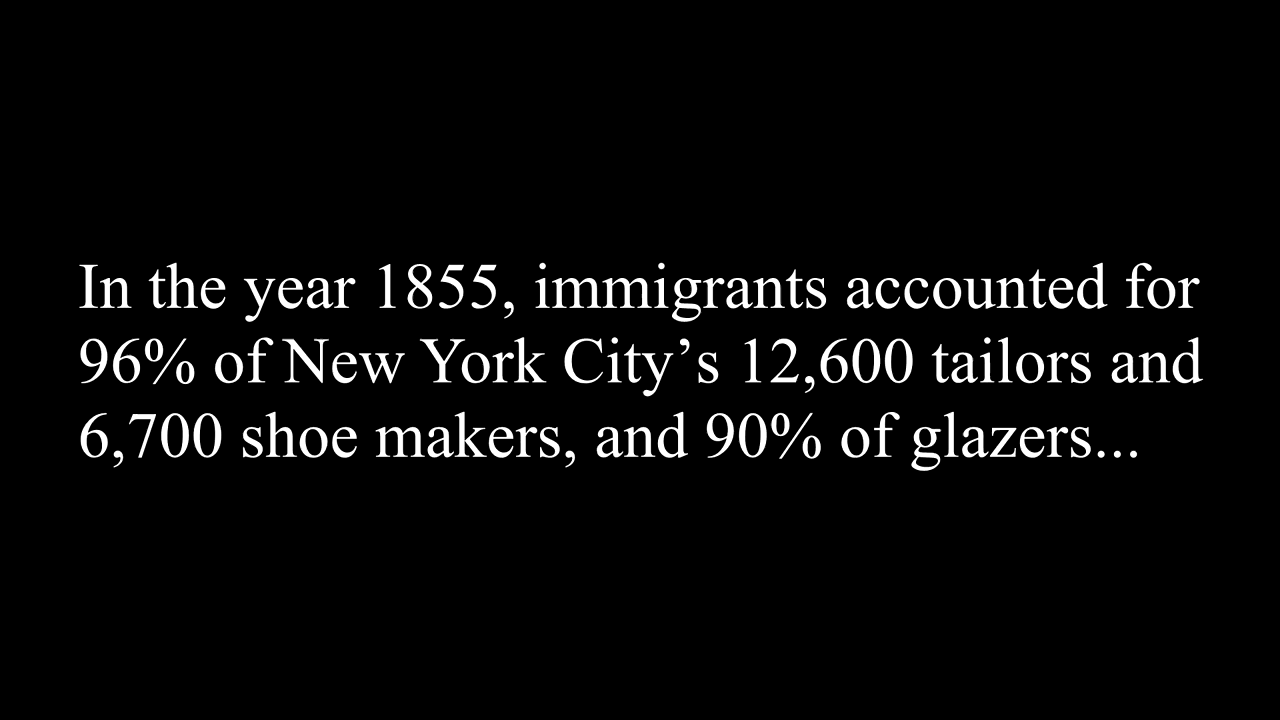 In the year 1855, immigrants accounted for
96% of New York City’s 12,600 tailors and
6,700 shoe makers, and 90% of glazers...